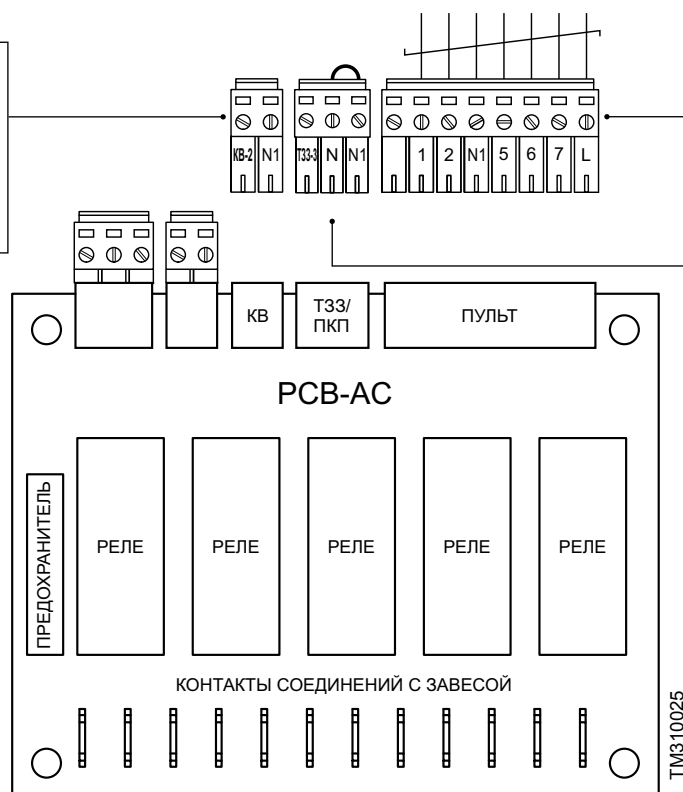 КВ-2 N1 ТЗЗ-3 N N1 1 2 N1 5 6 7 L
КВ
ТЗЗ/
ПКП
ПУЛЬТ
PCB-AC
ПРЕДОХРАНИТЕЛЬ
РЕЛЕ РЕЛЕ РЕЛЕ РЕЛЕ РЕЛЕ
КОНТАКТЫ СОЕДИНЕНИЙ С ЗАВЕСОЙ
TM310025